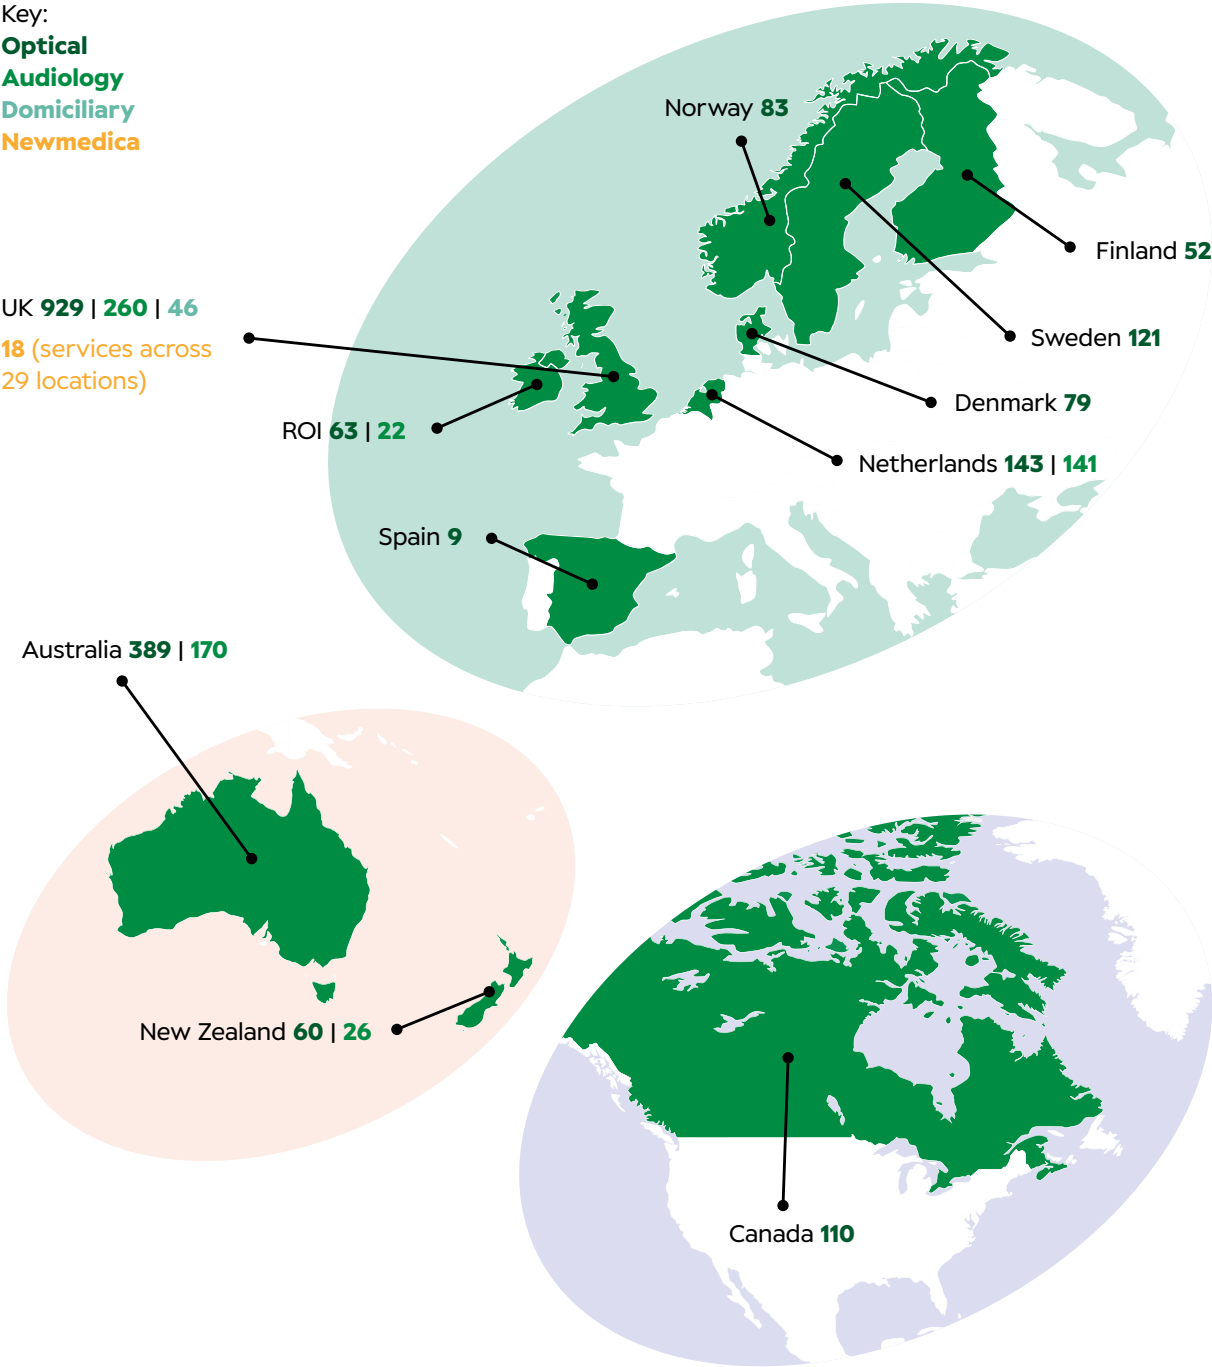 Key:
Optical
Audiology
Domiciliary
Newmedica
Norway 83
Finland 52
UK 929 | 260 | 46
18 (services across
29 locations)
Sweden 121
Denmark 79
ROI 63 | 22
Netherlands 143 | 141
Spain 9
Australia 389 | 170
New Zealand 60 | 26
Canada 110